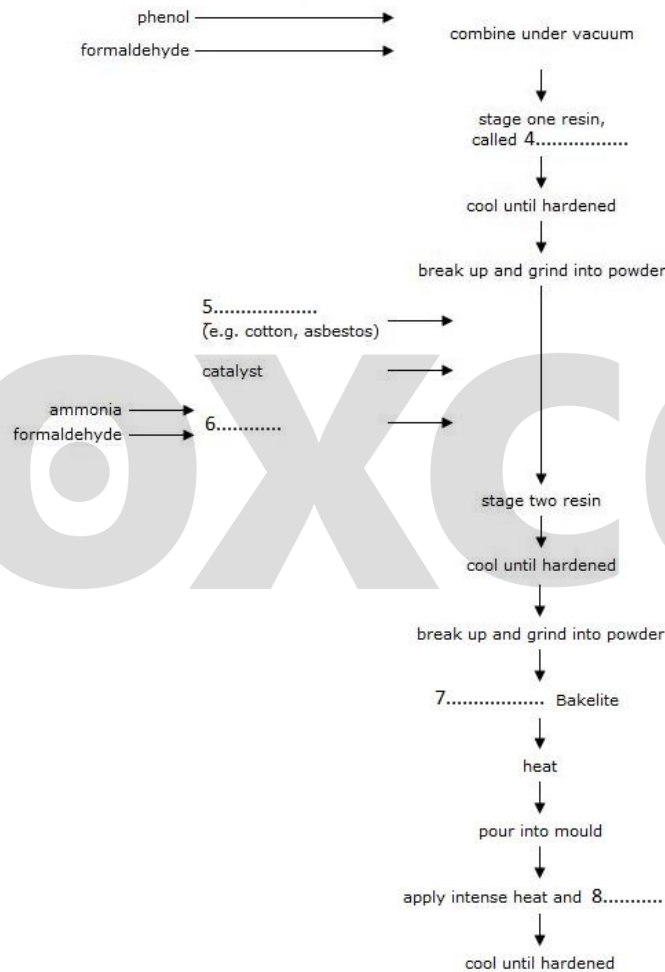 phenol
formaldehyde
combine under vacuum
stage one resin,
called 4.................
cool until hardened
break up and grind into powder
5...................
(e.g. cotton, asbestos)
catalyst
ammonia
formaldehyde
6............
stage two resin
cool until hardened
break up and grind into powder
7.................. Bakelite
heat
pour into mould
apply intense heat and 8...........
cool until hardened